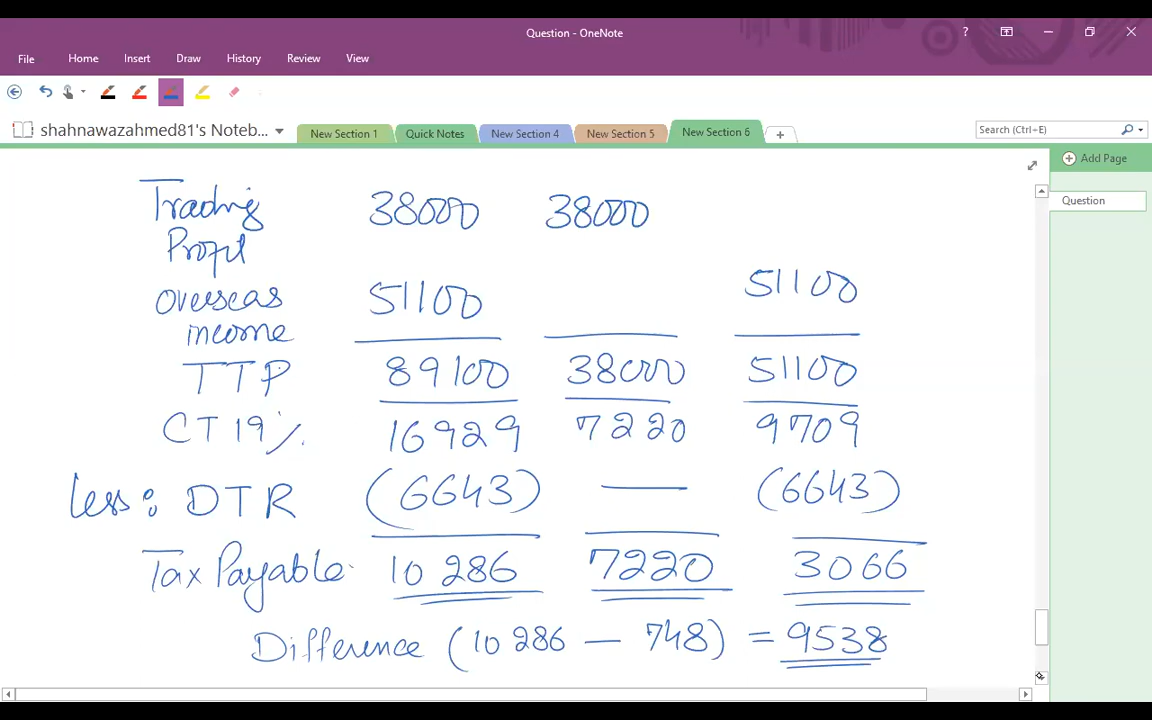 Question - OneNote
?
File Home Insert Draw History Review View
shahnawazahmed81's Noteb...
New Section 1
Quick Notes
New Section 4
New Section 5
New Section 6
+
Search (Ctrl+E)
Add Page
Question
Trading 38000 38000
Profit
Overseas 51100 51100
income
TTP 89100 38000 51100
CT 19% 16929 7220 9709
less: DTR (6643) — (6643)
Tax Payable 10286 7220 3066
Difference (10286 — 748) = 9538